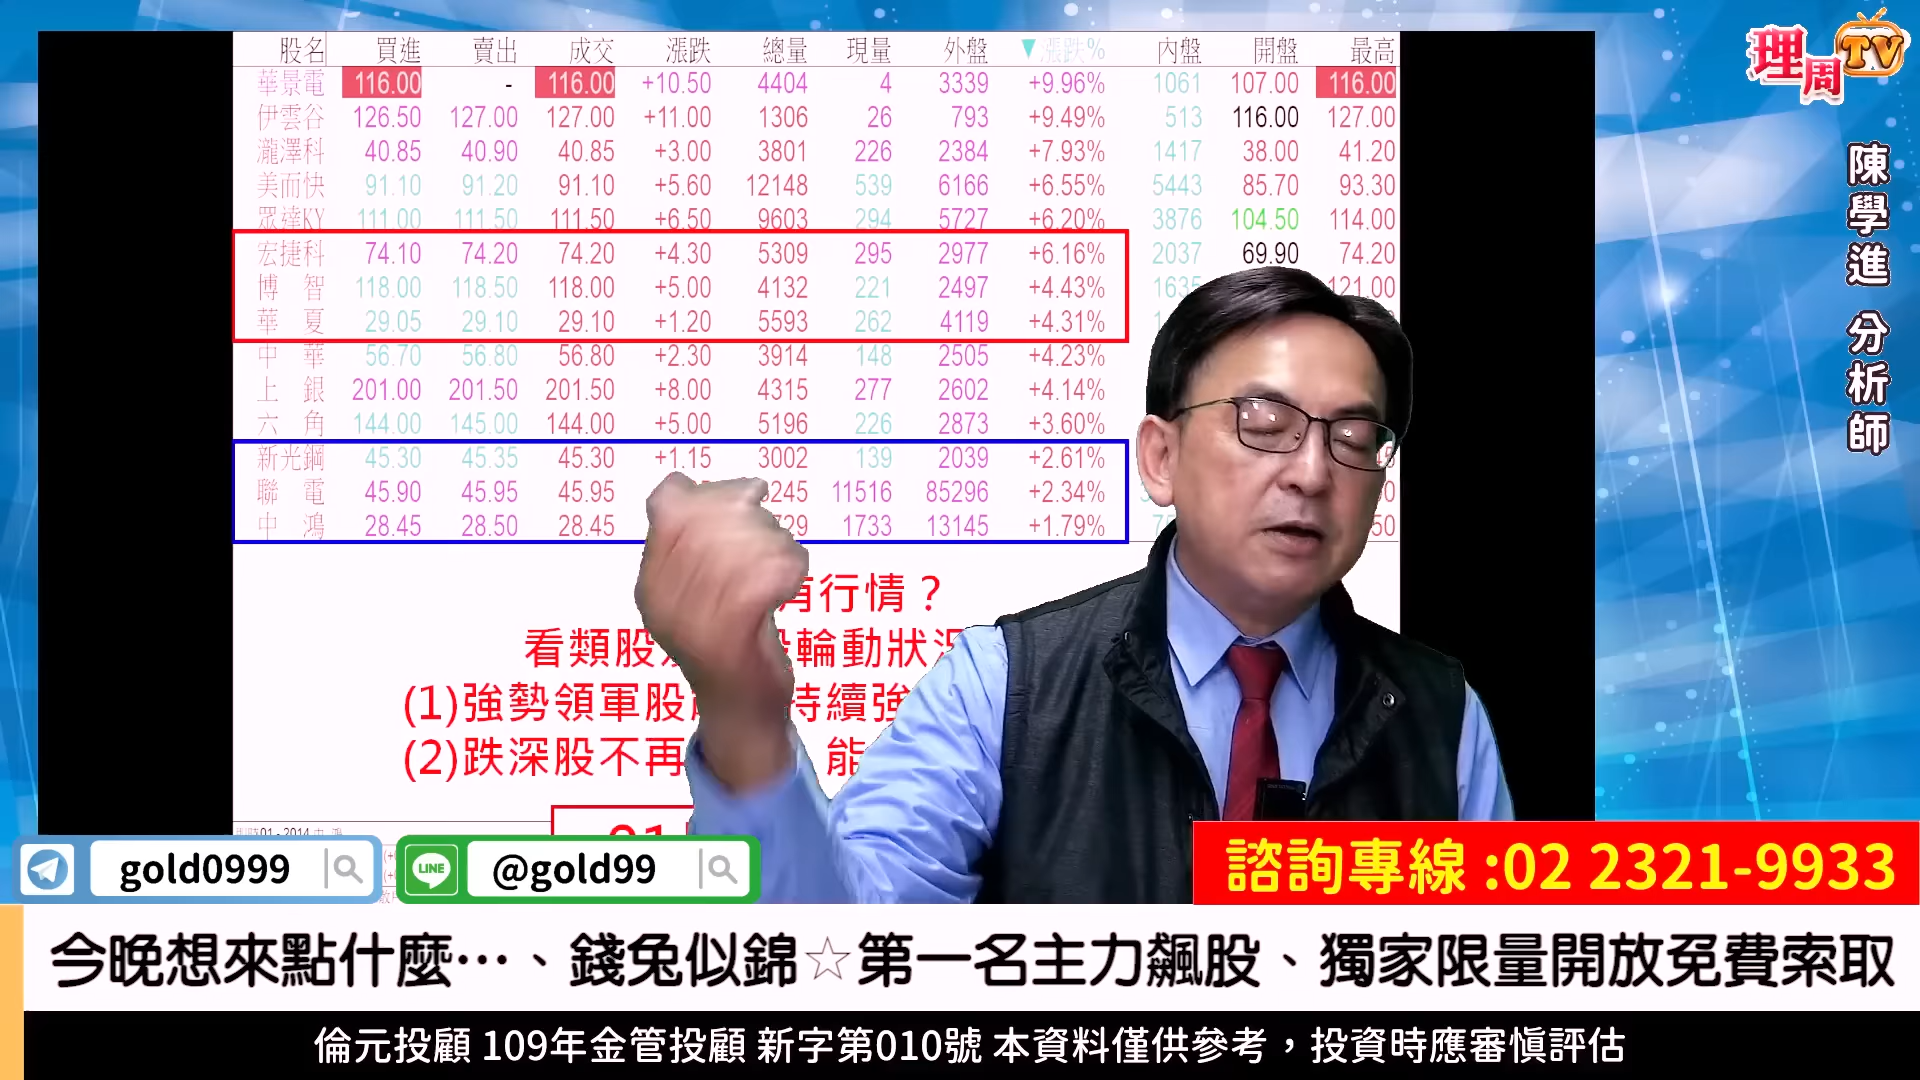 股名 買進 賣出 成交 漲跌 總量 現量 外盤 ▼漲跌% 內盤 開盤 最高
華景電 116.00 - 116.00 +10.50 4404 4 3339 +9.96% 1061 107.00 116.00
伊雲谷 126.50 127.00 127.00 +11.00 1306 26 793 +9.49% 513 116.00 127.00
瀧澤科 40.85 40.90 40.85 +3.00 3801 226 2384 +7.93% 1417 38.00 41.20
美而快 91.10 91.20 91.10 +5.60 12148 539 6166 +6.55% 5443 85.70 93.30
眾達KY 111.00 111.50 111.50 +6.50 9603 294 5727 +6.20% 3876 104.50 114.00
宏捷科 74.10 74.20 74.20 +4.30 5309 295 2977 +6.16% 2037 69.90 74.20
博智 118.00 118.50 118.00 +5.00 4132 221 2497 +4.43% 1635 121.00
華夏 29.05 29.10 29.10 +1.20 5593 262 4119 +4.31%
中華 56.70 56.80 56.80 +2.30 3914 148 2505 +4.23%
上銀 201.00 201.50 201.50 +8.00 4315 277 2602 +4.14%
六角 144.00 145.00 144.00 +5.00 5196 226 2873 +3.60%
新光鋼 45.30 45.35 45.30 +1.15 3002 139 2039 +2.61%
聯電 45.90 45.95 45.95 245 11516 85296 +2.34%
中鴻 28.45 28.50 28.45 729 1733 13145 +1.79% 50
有行情？
看類股 輪動狀況
(1)強勢領軍股 持續強
(2)跌深股不再 能
理周TV
陳學進 分析師
gold0999
LINE @gold99
諮詢專線 :02 2321-9933
今晚想來點什麼…、錢兔似錦☆第一名主力飆股、獨家限量開放免費索取
倫元投顧 109年金管投顧 新字第010號 本資料僅供參考，投資時應審慎評估